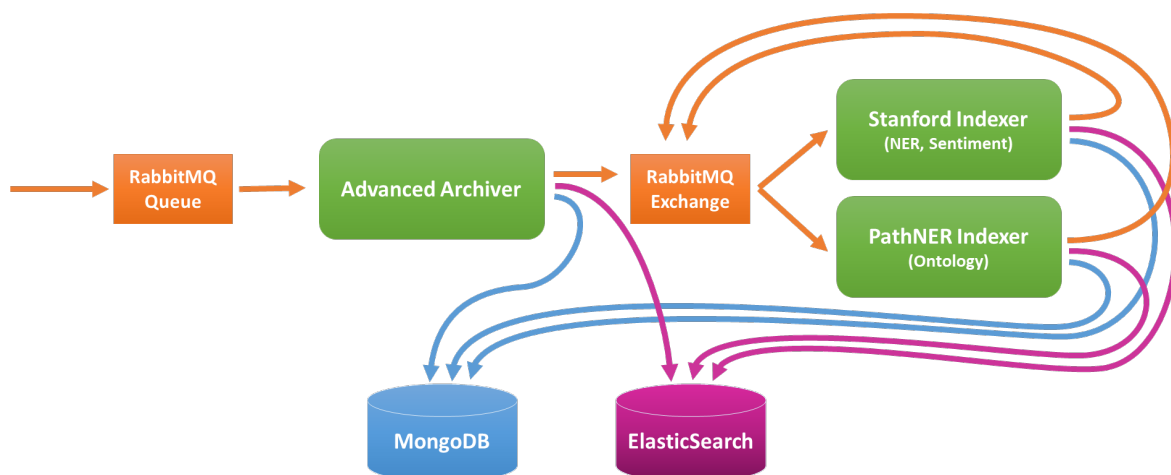 RabbitMQ
Queue
Advanced Archiver
RabbitMQ
Exchange
Stanford Indexer
(NER, Sentiment)
PathNER Indexer
(Ontology)
MongoDB
ElasticSearch